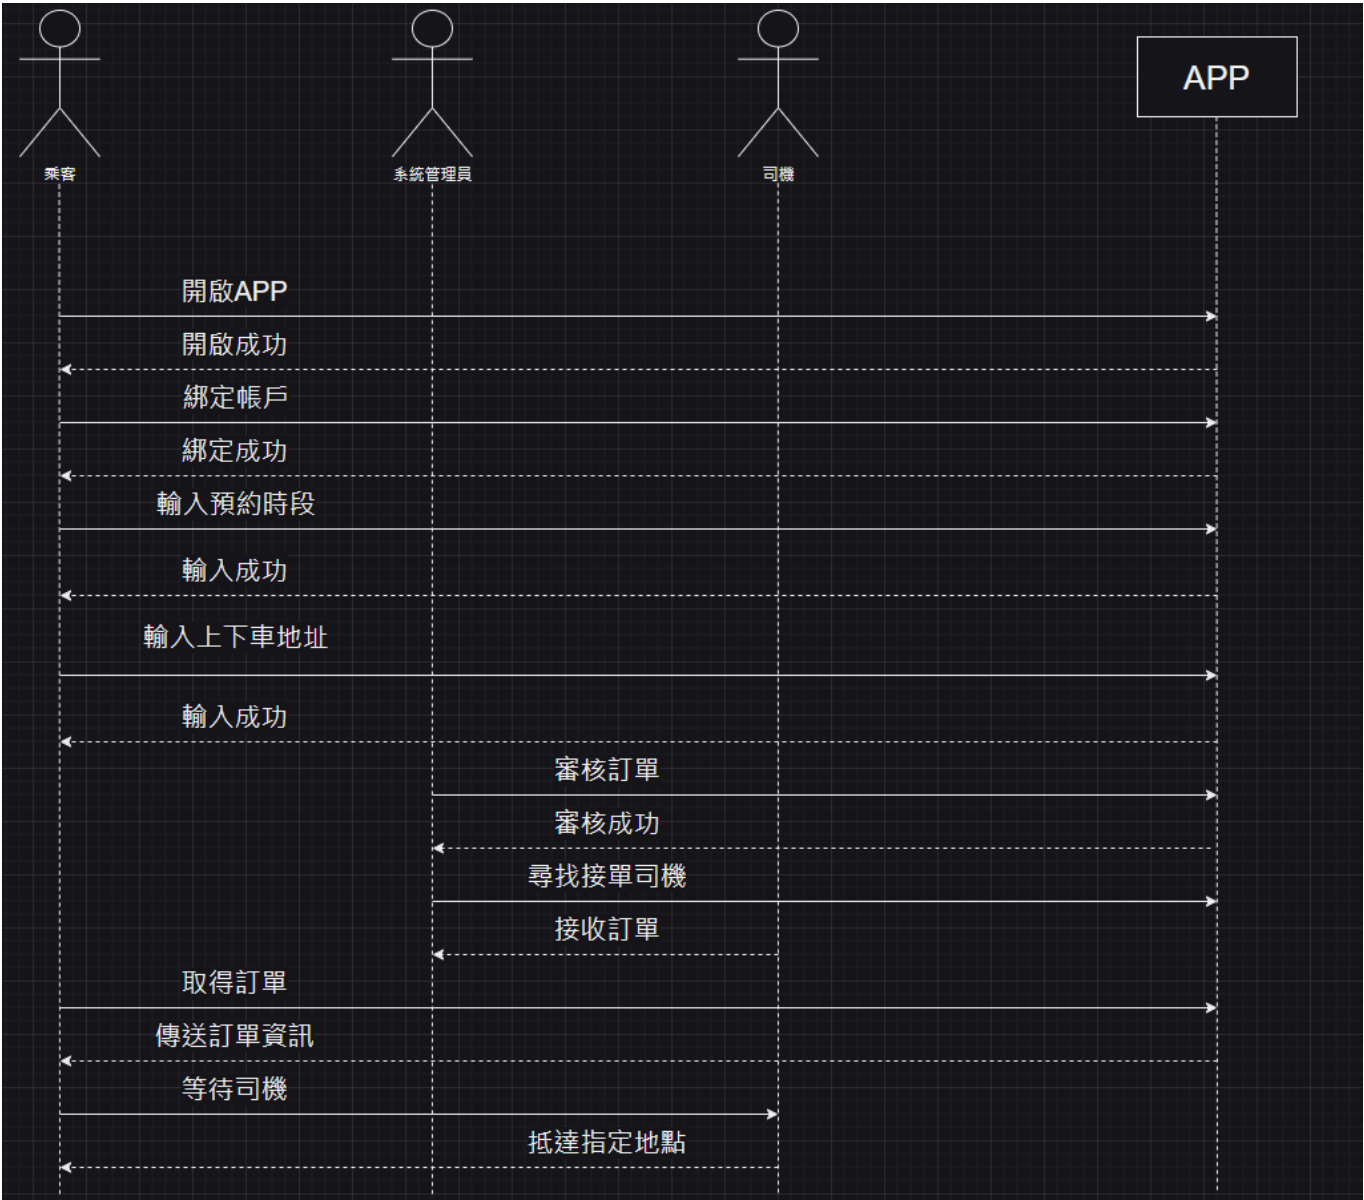 乘客
系統管理員
司機
APP
開啟APP
開啟成功
綁定帳戶
綁定成功
輸入預約時段
輸入成功
輸入上下車地址
輸入成功
審核訂單
審核成功
尋找接單司機
接收訂單
取得訂單
傳送訂單資訊
等待司機
抵達指定地點